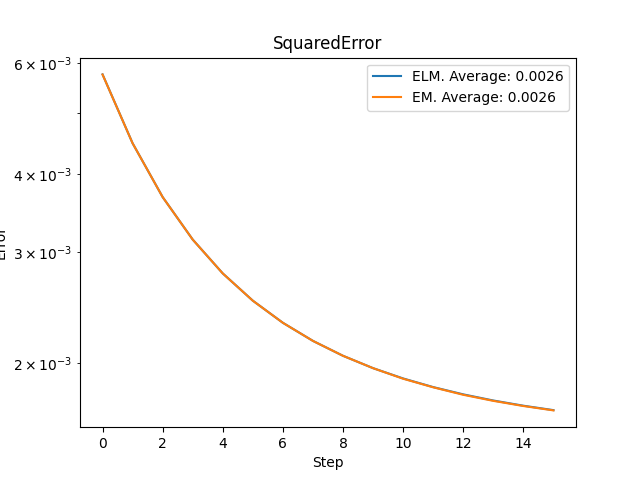 SquaredError
ELM. Average: 0.0026
EM. Average: 0.0026
6 × 10⁻³
4 × 10⁻³
3 × 10⁻³
2 × 10⁻³
Error
0 2 4 6 8 10 12 14
Step